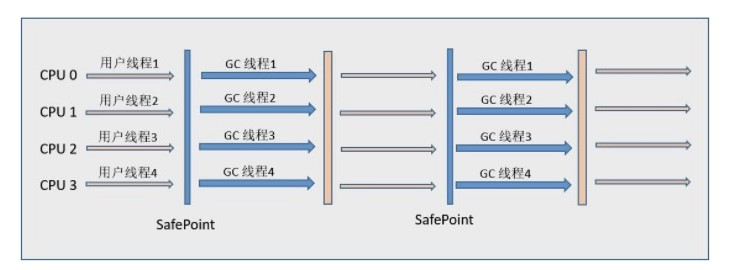 CPU 0 用户线程1 GC 线程1 GC 线程1
CPU 1 用户线程2 GC 线程2 GC 线程2
CPU 2 用户线程3 GC 线程3 GC 线程3
CPU 3 用户线程4 GC 线程4 GC 线程4
SafePoint SafePoint